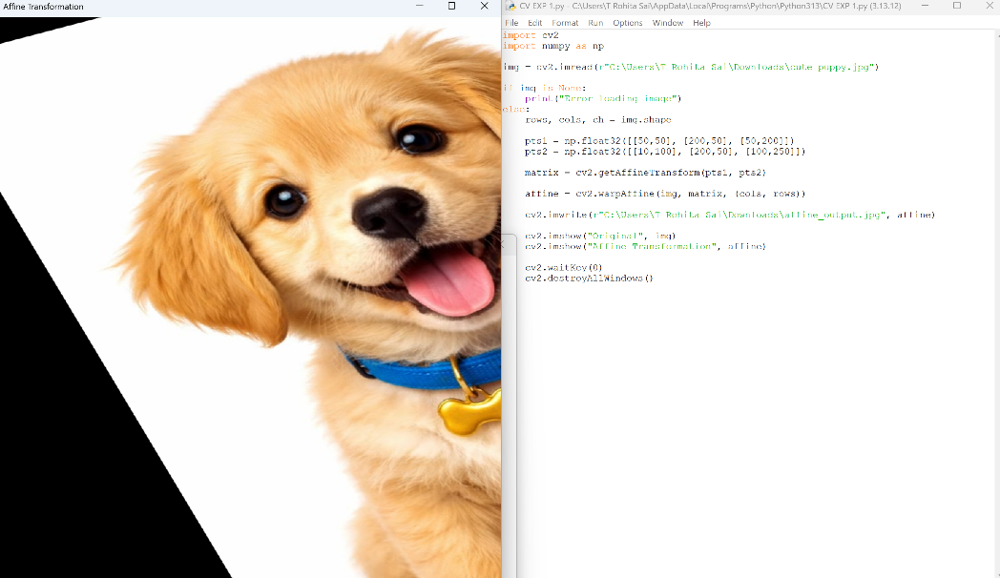 Affine Transformation
CV EXP 1.py - C:\Users\T Rohita Sai\AppData\Local\Programs\Python\Python313\CV EXP 1.py (3.13.12)
File Edit Format Run Options Window Help
import cv2
import numpy as np
img = cv2.imread(r"C:\Users\T Rohita Sai\Downloads\cute puppy.jpg")
if img is None:
print("Error loading image")
else:
rows, cols, ch = img.shape
pts1 = np.float32([[50,50], [200,50], [50,200]])
pts2 = np.float32([[10,100], [200,50], [100,250]])
matrix = cv2.getAffineTransform(pts1, pts2)
affine = cv2.warpAffine(img, matrix, (cols, rows))
cv2.imwrite(r"C:\Users\T Rohita Sai\Downloads\affine_output.jpg", affine)
cv2.imshow("Original", img)
cv2.imshow("Affine Transformation", affine)
cv2.waitKey(0)
cv2.destroyAllWindows()